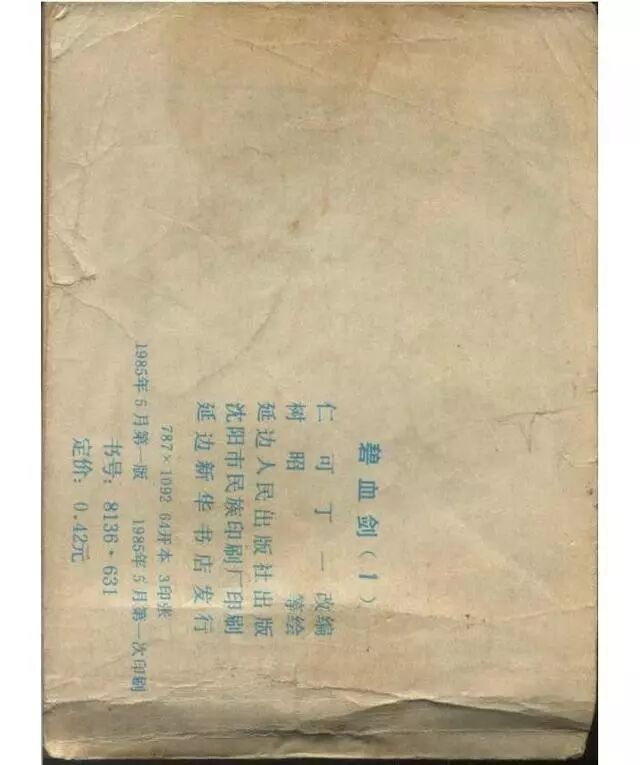 碧血剑(1)
仁可丁一改编
树昭等绘
延边人民出版社出版
沈阳市民族印刷厂印刷
延边新华书店发行
787×1092 64开本 3印张
1985年5月第一版 1985年5月第一次印刷
书号: 8136·631
定价: 0.42元